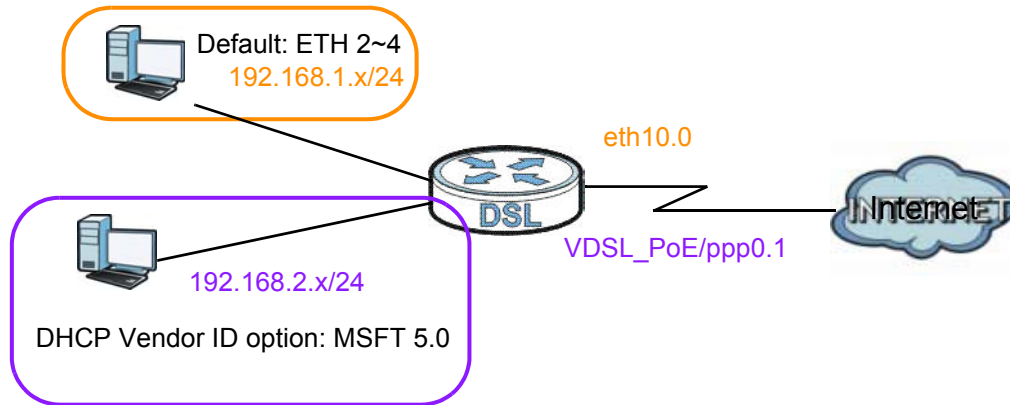 Default: ETH 2~4
192.168.1.x/24
eth10.0
DSL
Internet
INTERNET
VDSL_PoE/ppp0.1
192.168.2.x/24
DHCP Vendor ID option: MSFT 5.0